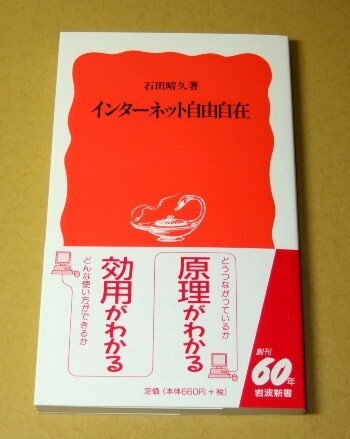 石田晴久著
インターネット自由自在
どうつながっているか
原理がわかる
効用がわかる
どんな使い方ができるか
定価(本体660円+税)
創刊
60年
岩波新書